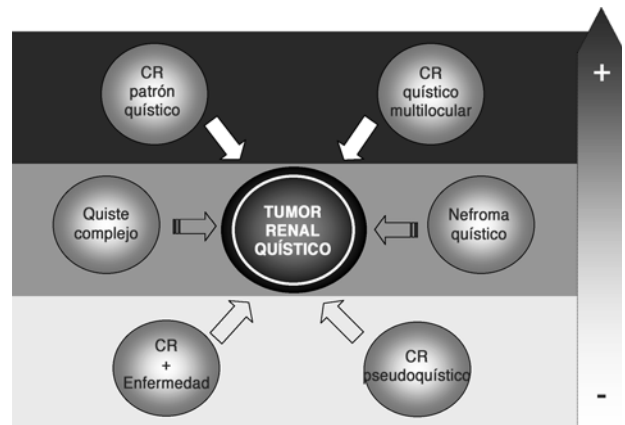 CR
patrón
quístico
CR
quístico
multilocular
+
Quiste
complejo
TUMOR
RENAL
QUÍSTICO
Nefroma
quístico
CR
+
Enfermedad
CR
pseudoquístico
-